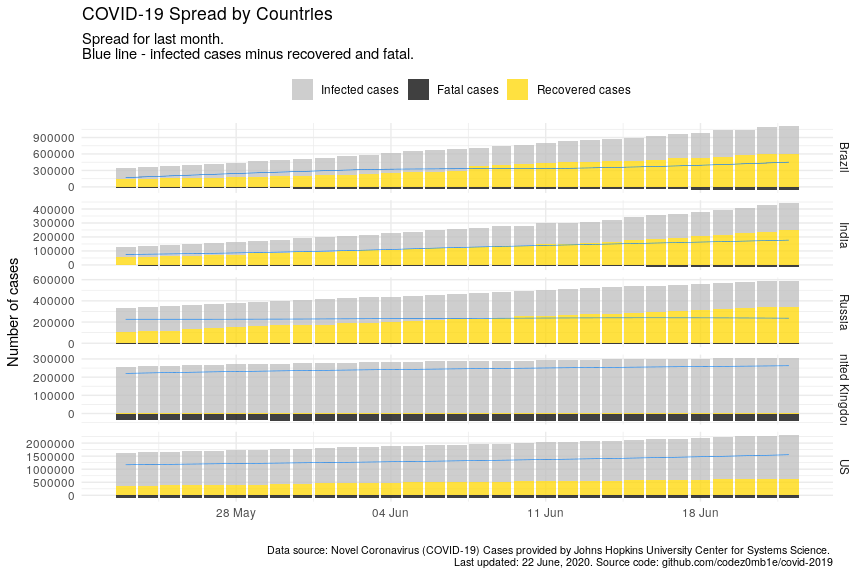 COVID-19 Spread by Countries
Spread for last month.
Blue line - infected cases minus recovered and fatal.
Infected cases Fatal cases Recovered cases
Number of cases
900000
600000
300000
0
Brazil
400000
300000
200000
100000
0
India
600000
400000
200000
0
Russia
300000
200000
100000
0
nited Kingdon
2000000
1500000
1000000
500000
0
US
28 May 04 Jun 11 Jun 18 Jun
Data source: Novel Coronavirus (COVID-19) Cases provided by Johns Hopkins University Center for Systems Science.
Last updated: 22 June, 2020. Source code: github.com/codez0mb1e/covid-2019